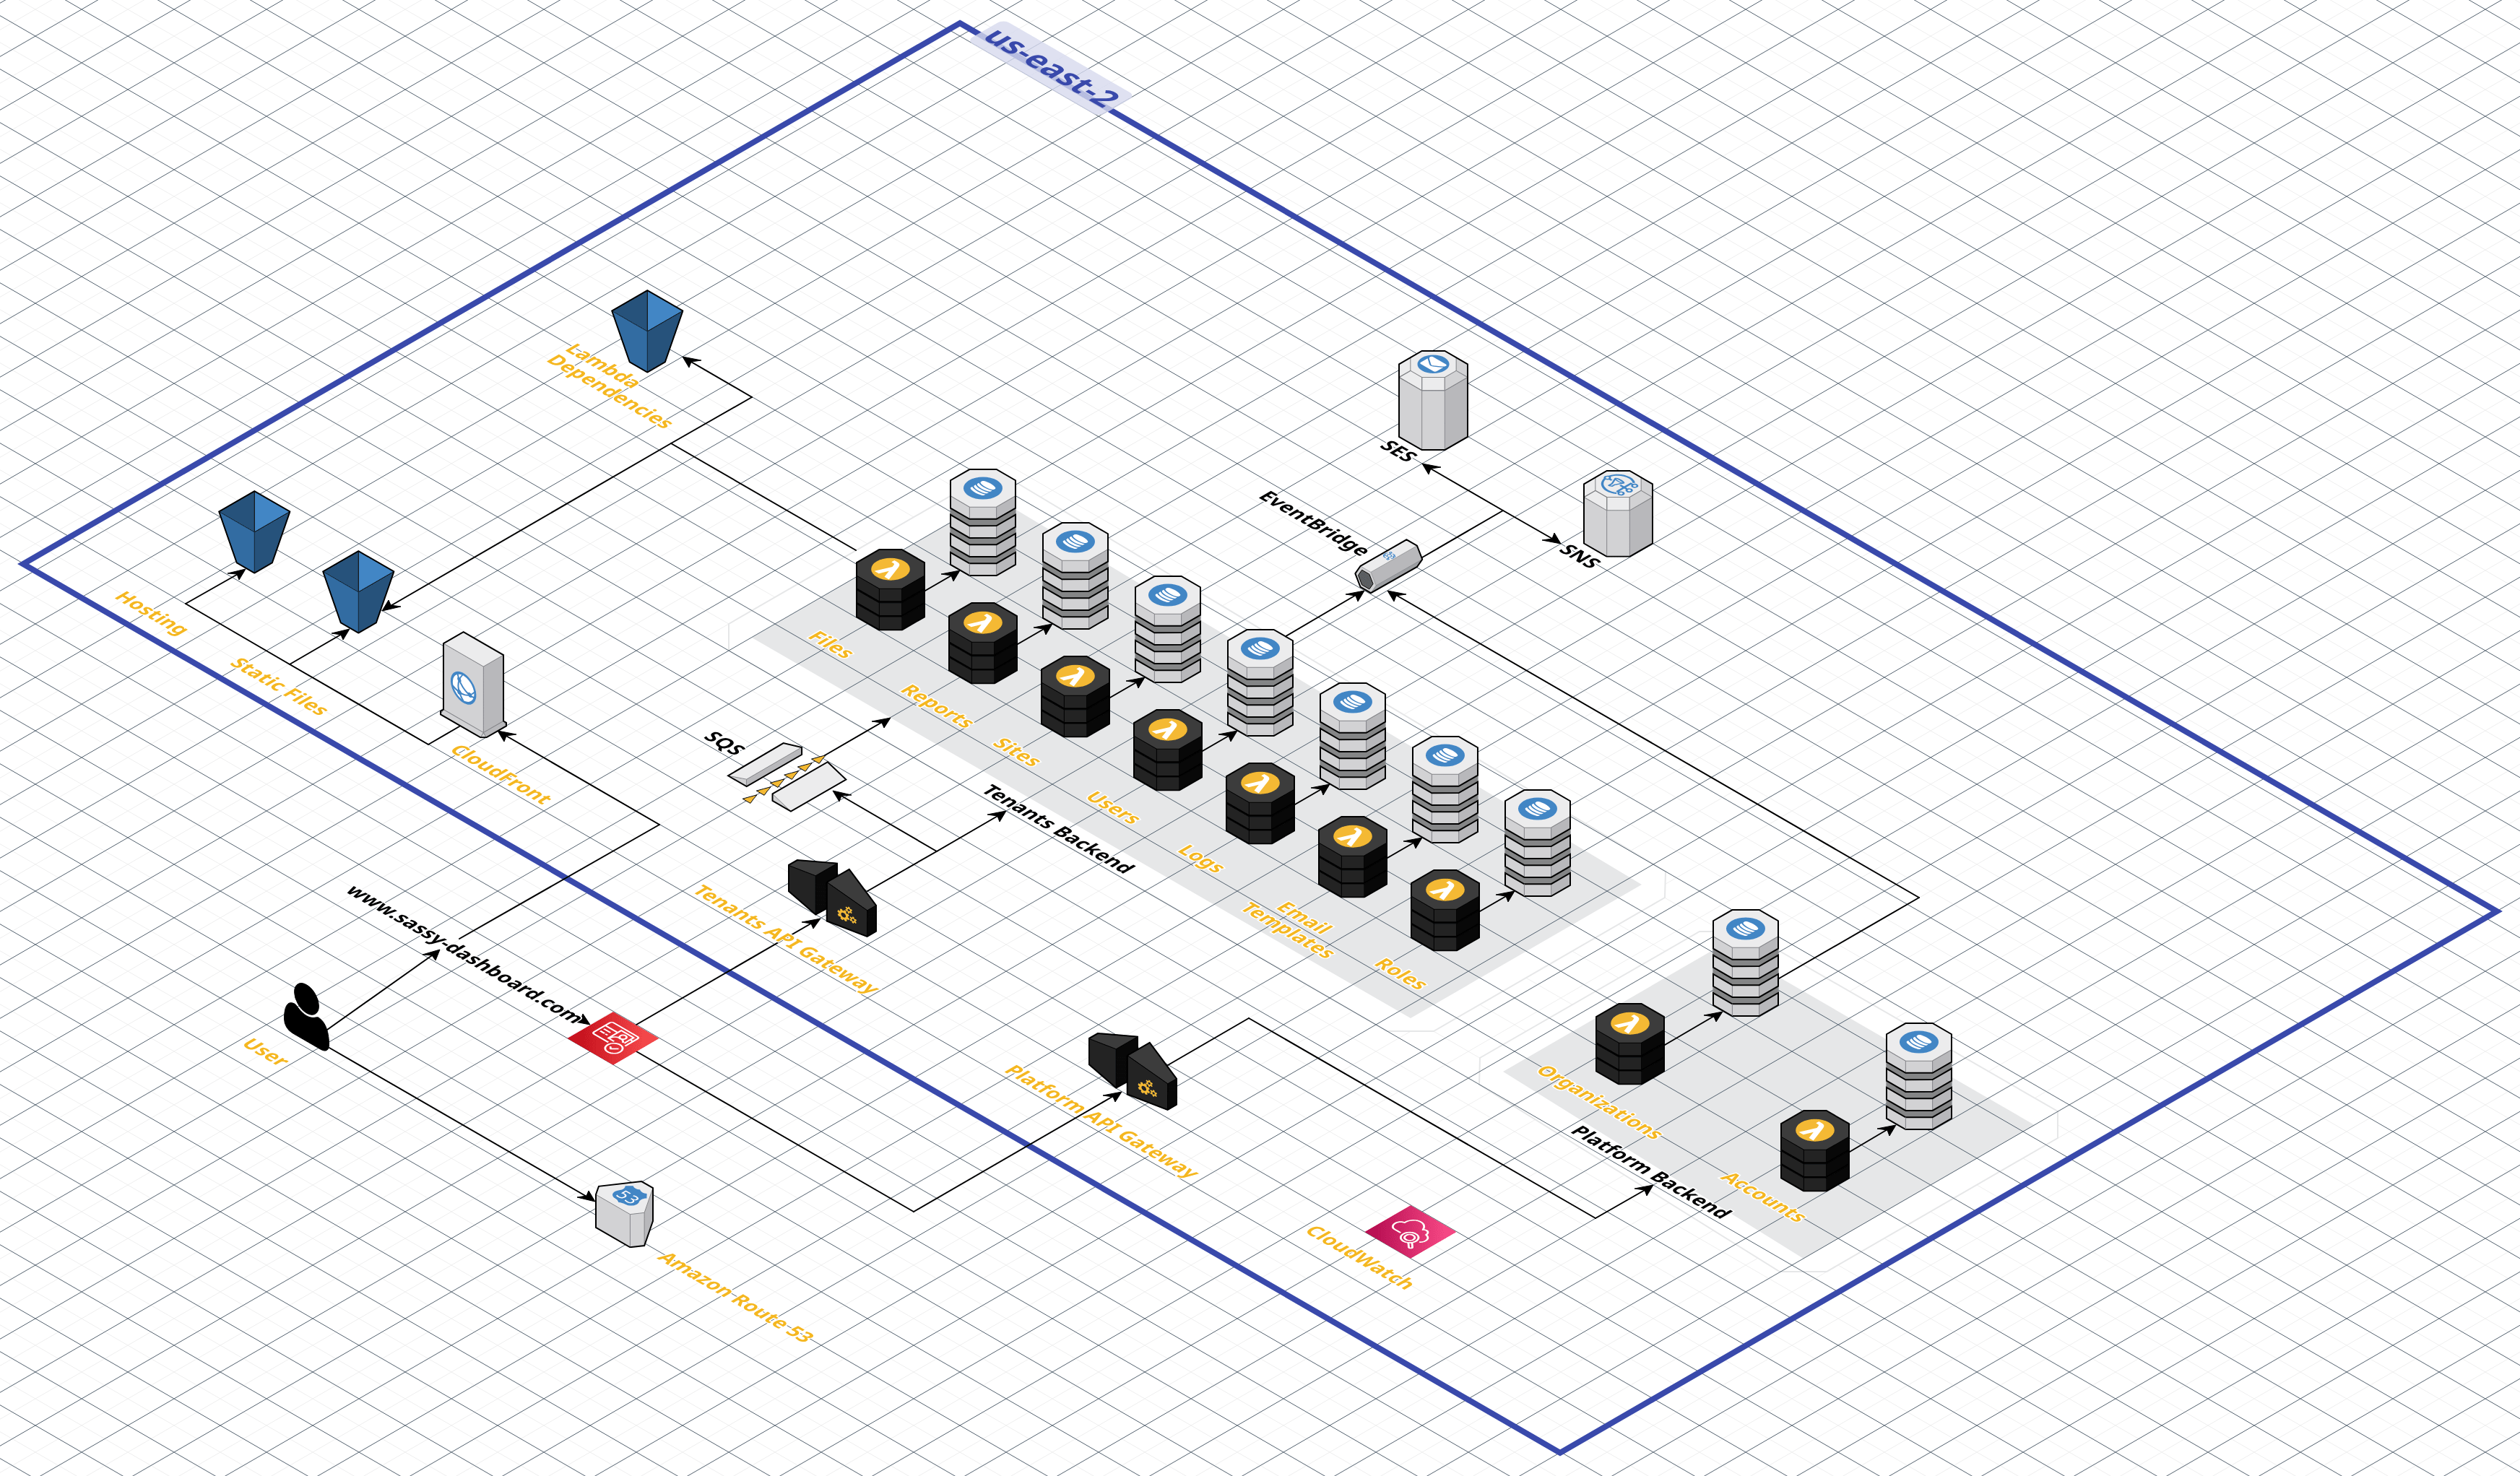 us-east-2
Lambda
Dependencies
SES
SNS
EventBridge
Hosting
Static Files
CloudFront
Files
Reports
Sites
Users
Logs
Email
Templates
Roles
SQS
Tenants Backend
Tenants API Gateway
www.sassy-dashboard.com
User
53
Amazon Route 53
Platform API Gateway
CloudWatch
Organizations
Platform Backend
Accounts